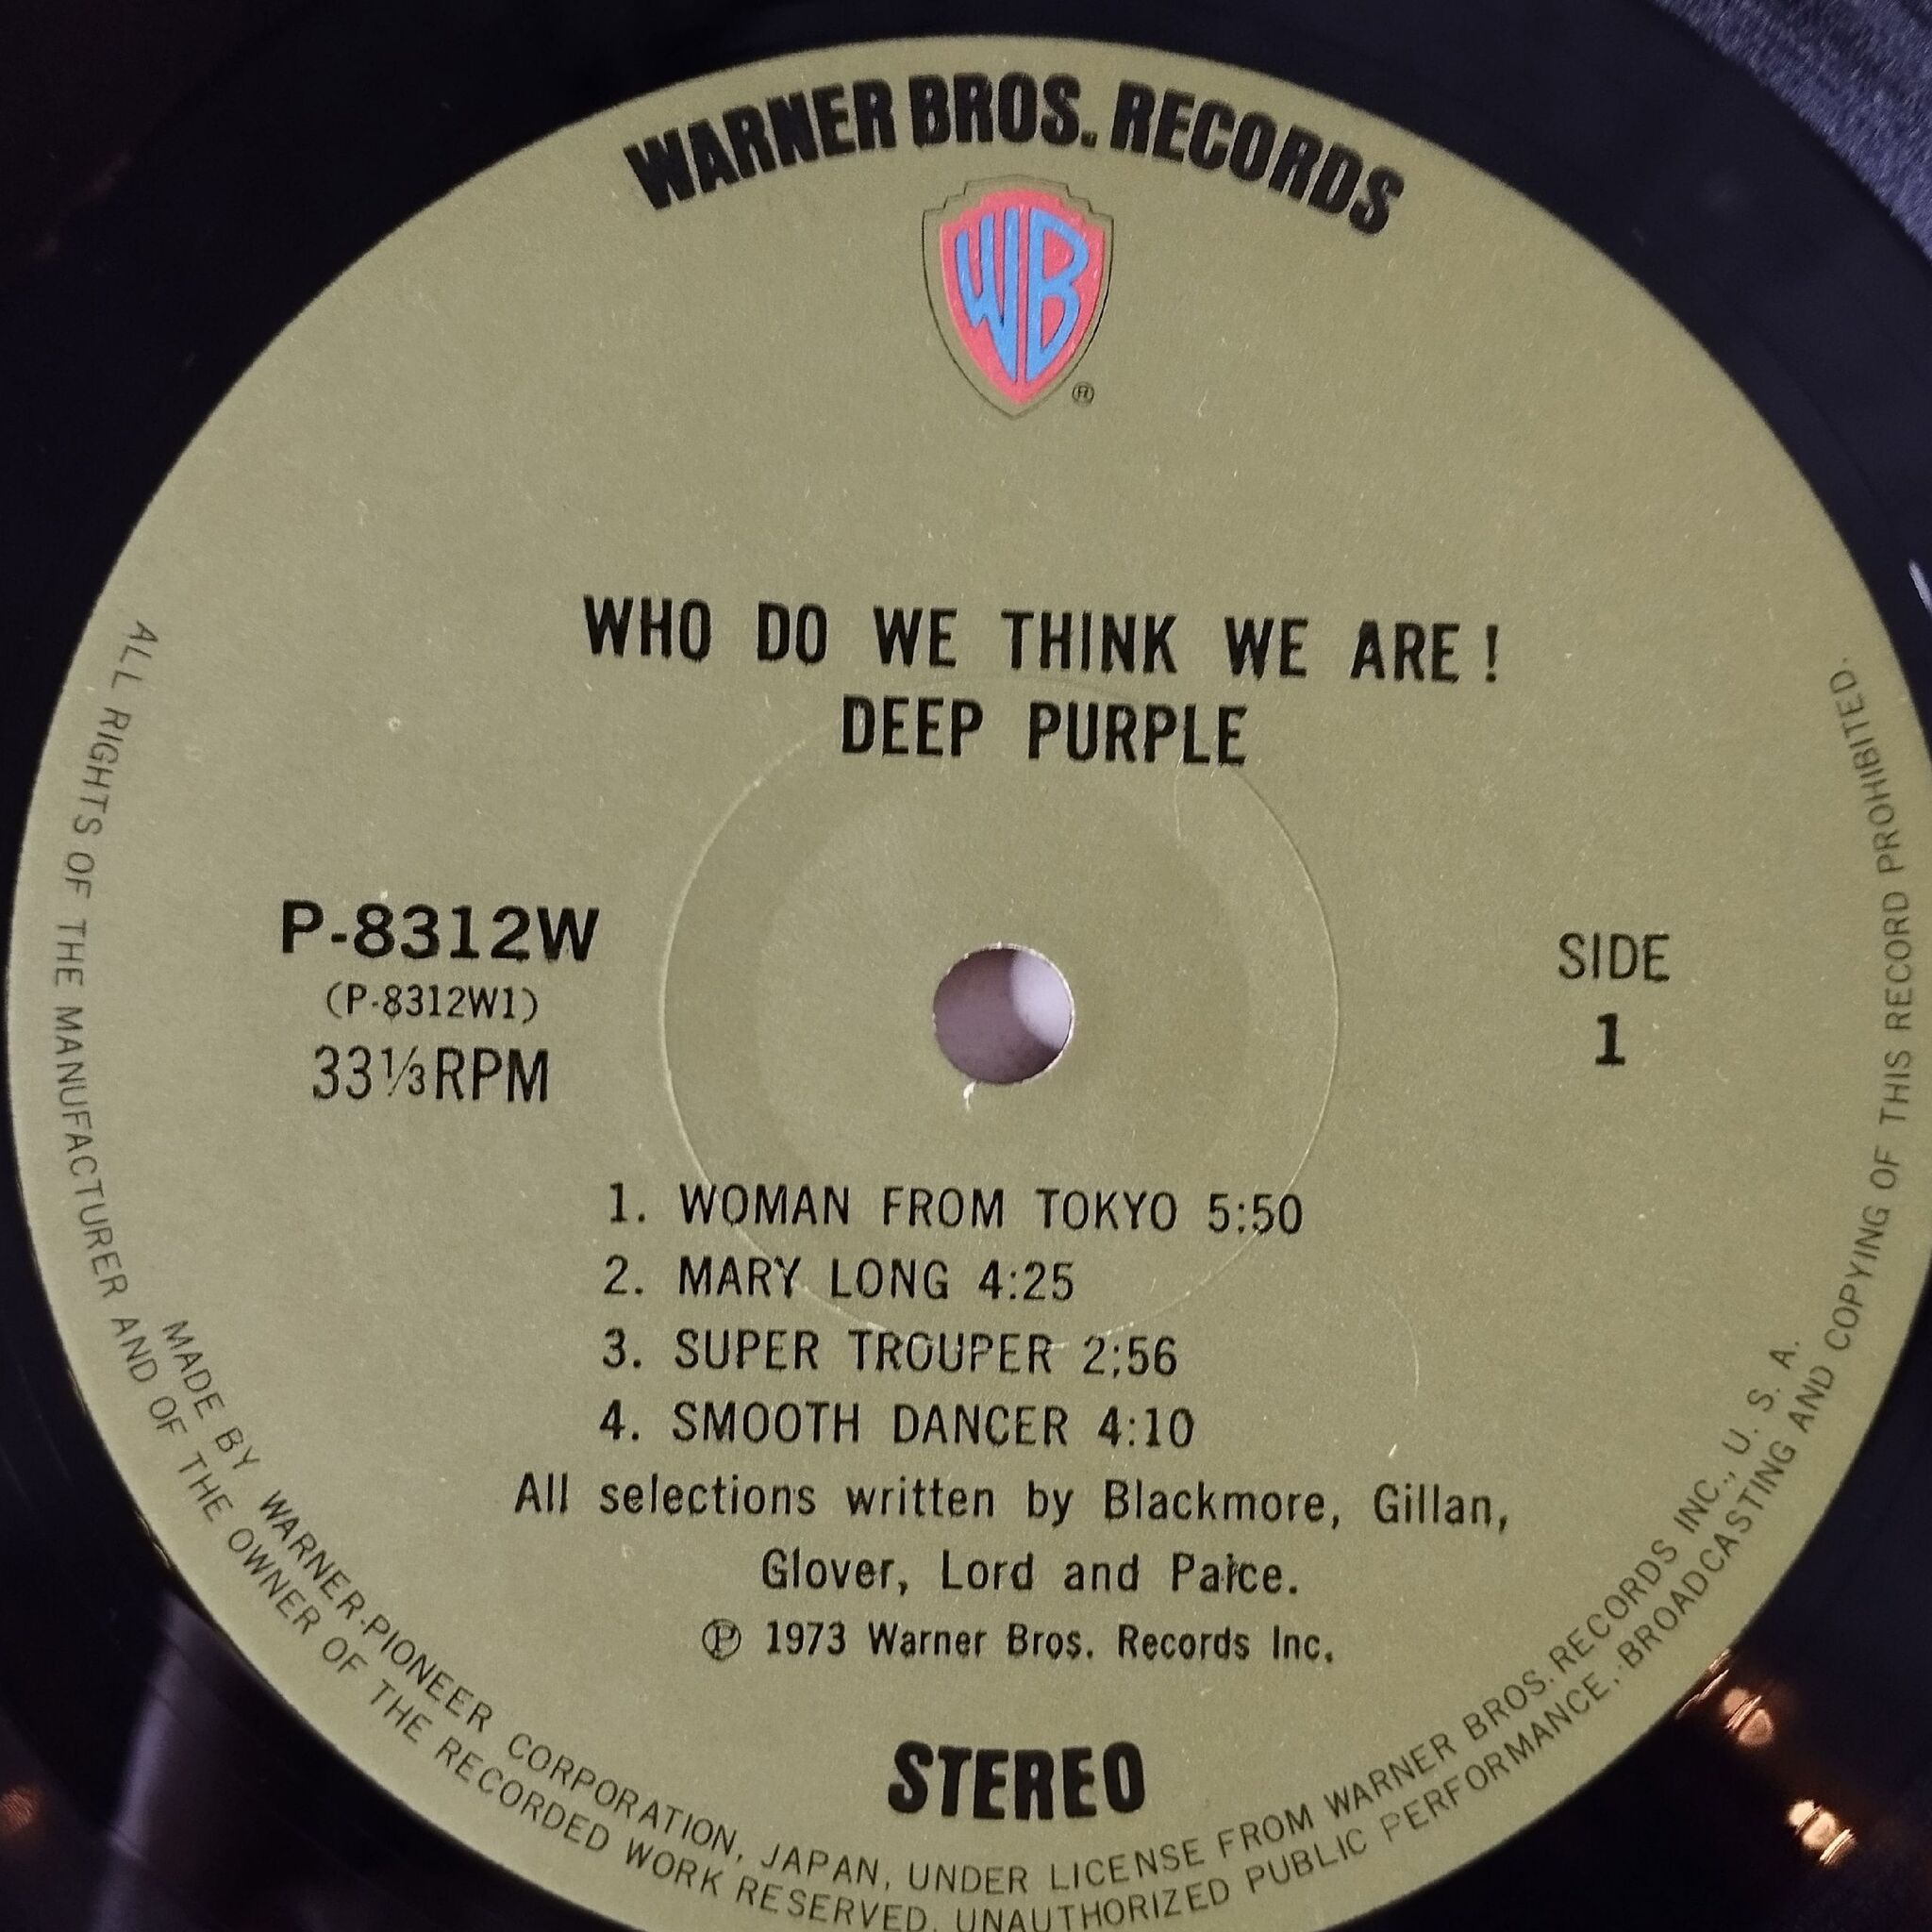 WARNER BROS. RECORDS
WB
®
WHO DO WE THINK WE ARE !
DEEP PURPLE
P-8312W
(P-8312W1)
33⅓RPM
SIDE
1
1. WOMAN FROM TOKYO 5:50
2. MARY LONG 4:25
3. SUPER TROUPER 2;56
4. SMOOTH DANCER 4:10
All selections written by Blackmore, Gillan,
Glover, Lord and Paice.
℗ 1973 Warner Bros. Records Inc.
STEREO
MADE BY WARNER-PIONEER CORPORATION, JAPAN, UNDER LICENSE FROM WARNER BROS. RECORDS INC., U. S. A.
ALL RIGHTS OF THE MANUFACTURER AND OF THE OWNER OF THE RECORDED WORK RESERVED. UNAUTHORIZED PUBLIC PERFORMANCE, BROADCASTING AND COPYING OF THIS RECORD PROHIBITED.